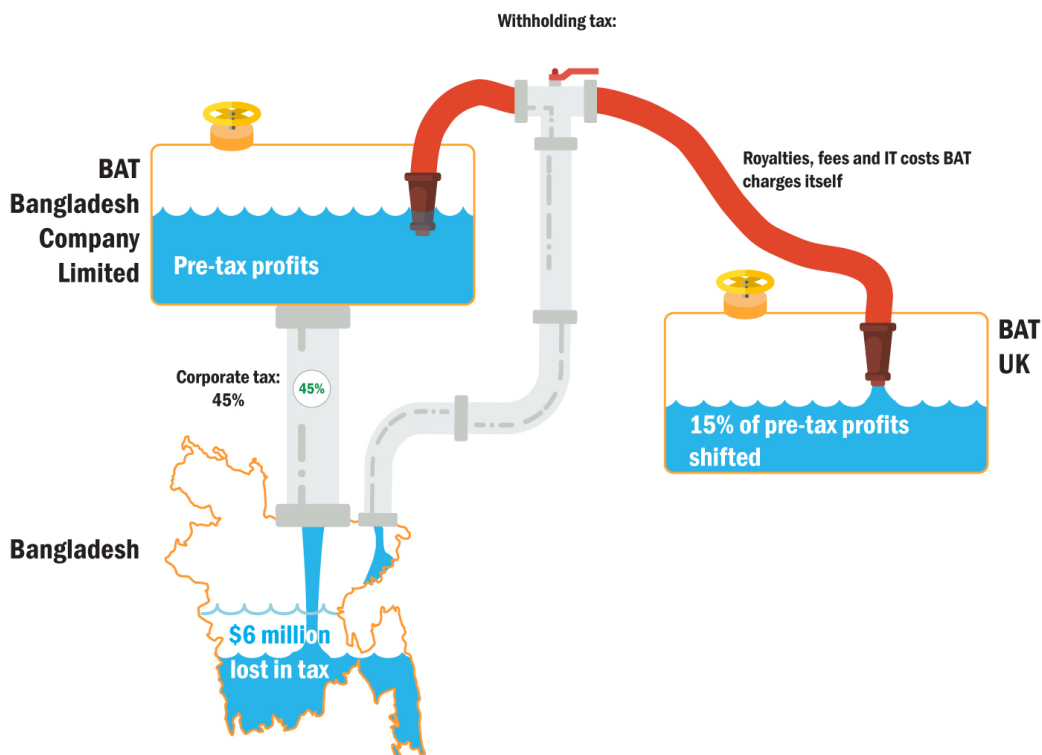 Withholding tax:
BAT
Bangladesh
Company
Limited
Pre-tax profits
Royalties, fees and IT costs BAT
charges itself
BAT
UK
Corporate tax:
45%
45%
15% of pre-tax profits
shifted
Bangladesh
$6 million
lost in tax